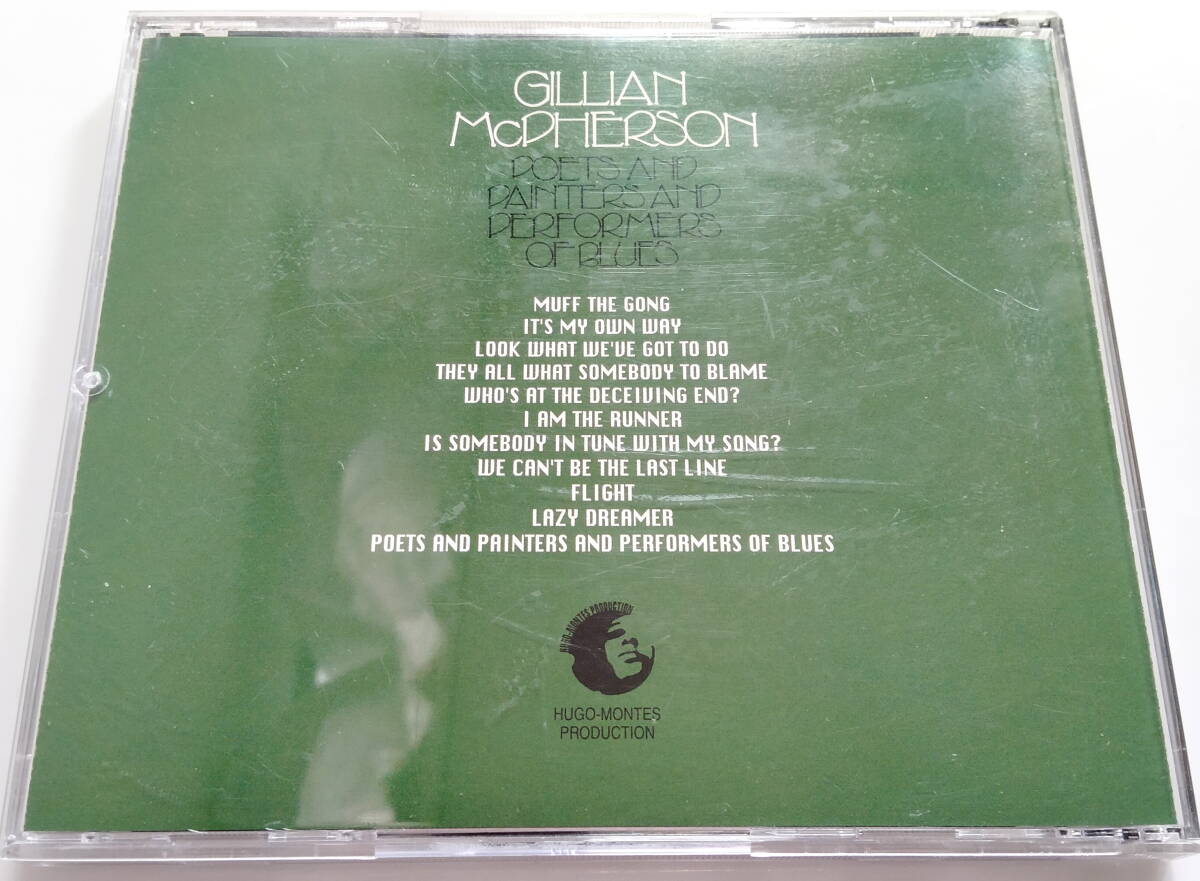 GILLIAN
McPHERSON
POETS AND
PAINTERS AND
PERFORMERS
OF BLUES
MUFF THE GONG
IT'S MY OWN WAY
LOOK WHAT WE'VE GOT TO DO
THEY ALL WHAT SOMEBODY TO BLAME
WHO'S AT THE DECEIVING END?
I AM THE RUNNER
IS SOMEBODY IN TUNE WITH MY SONG?
WE CAN'T BE THE LAST LINE
FLIGHT
LAZY DREAMER
POETS AND PAINTERS AND PERFORMERS OF BLUES
HUGO-MONTES PRODUCTION
HUGO-MONTES
PRODUCTION